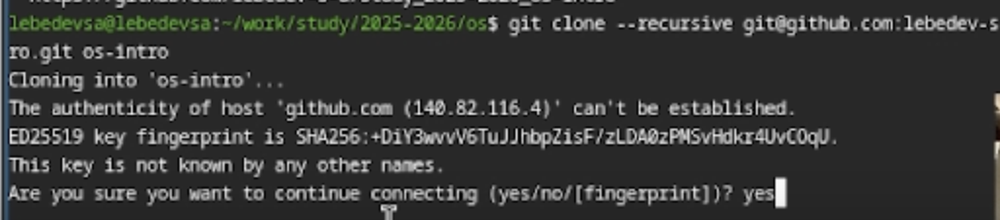 lebedevsa@lebedevsa:~/work/study/2025-2026/os$ git clone --recursive git@github.com:lebedev-s
ro.git os-intro
Cloning into 'os-intro'...
The authenticity of host 'github.com (140.82.116.4)' can't be established.
ED25519 key fingerprint is SHA256:+DiY3wvvV6TuJJhbpZisF/zLDA0zPMSvHdkr4UvCOqU.
This key is not known by any other names.
Are you sure you want to continue connecting (yes/no/[fingerprint])? yes